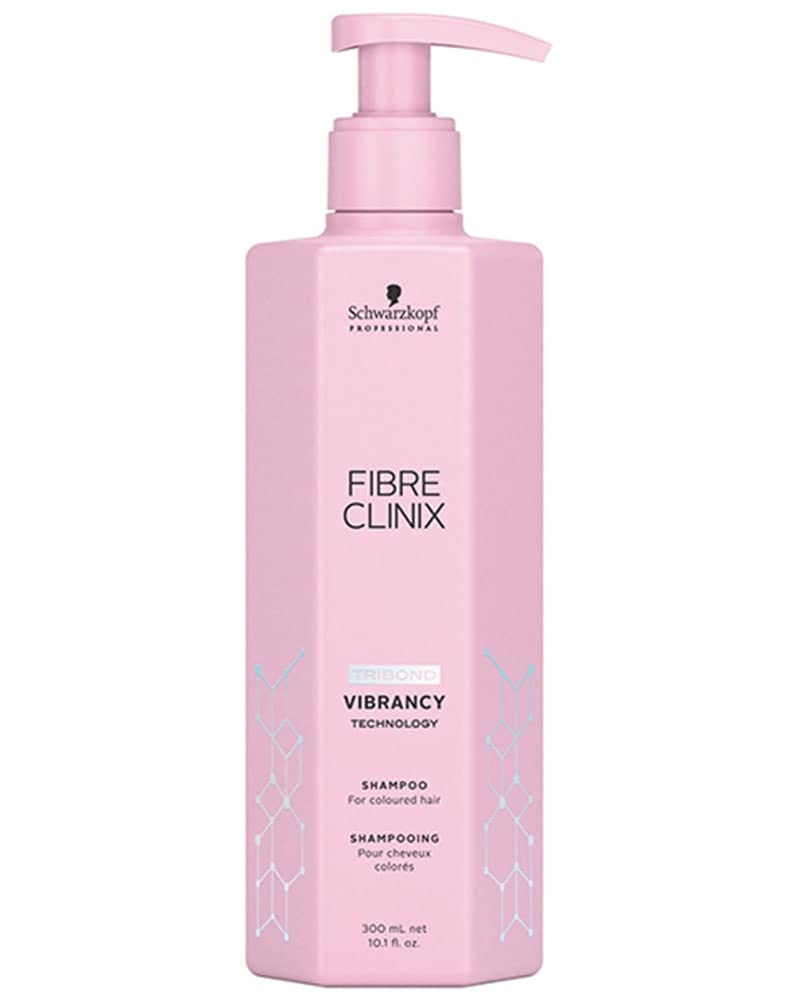 Schwarzkopf
PROFESSIONAL
FIBRE
CLINIX
TRIBOND
VIBRANCY
TECHNOLOGY
SHAMPOO
For coloured hair
SHAMPOOING
Pour cheveux
colorés
300 mL net
10.1 fl. oz.